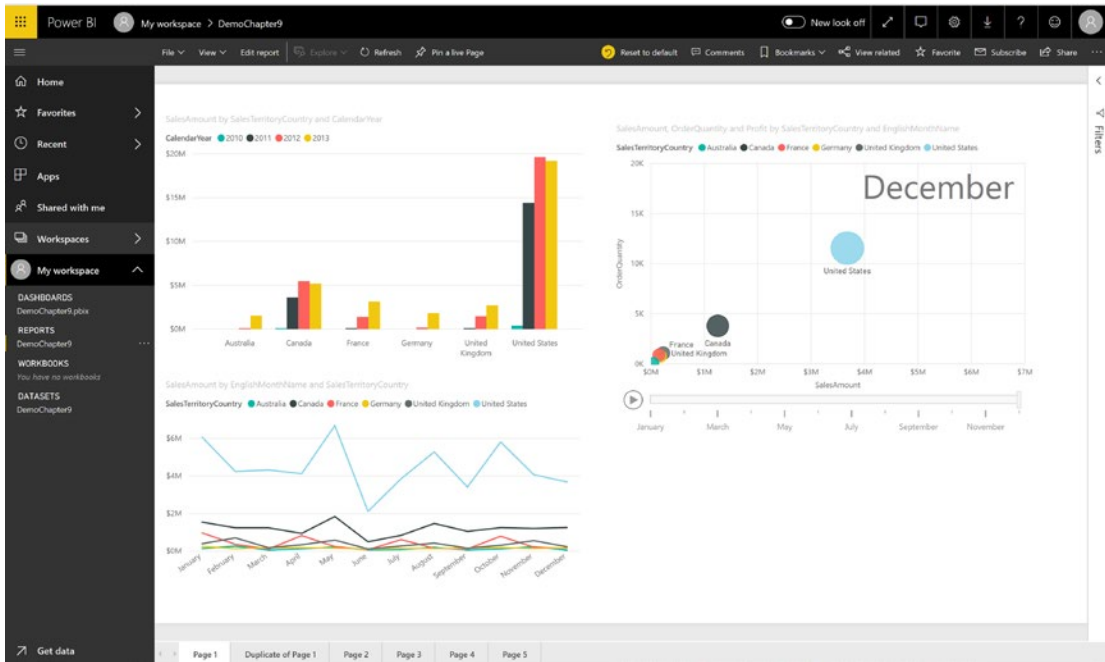 Power BI My workspace > DemoChapter9 New look off ?
File View Edit report Explore Refresh Pin a live Page Reset to default Comments Bookmarks View related Favorite Subscribe Share ...
Home
Favorites
Recent
Apps
Shared with me
Workspaces
My workspace
DASHBOARDS
DemoChapter9.pbix
REPORTS
DemoChapter9 ...
WORKBOOKS
You have no workbooks
DATASETS
DemoChapter9
Get data
SalesAmount by SalesTerritoryCountry and CalendarYear
CalendarYear 2010 2011 2012 2013
$20M
$15M
$10M
$5M
$0M
Australia Canada France Germany United Kingdom United States
SalesAmount by EnglishMonthName and SalesTerritoryCountry
SalesTerritoryCountry Australia Canada France Germany United Kingdom United States
$6M
$4M
$2M
$0M
January February March April May June July August September October November December
SalesAmount, OrderQuantity and Profit by SalesTerritoryCountry and EnglishMonthName
SalesTerritoryCountry Australia Canada France Germany United Kingdom United States
December
OrderQuantity
20K
15K
10K
5K
0K
United States
France Canada
United Kingdom
$0M $1M $2M $3M $4M $5M $6M $7M
SalesAmount
January March May July September November
Filters
Page 1 Duplicate of Page 1 Page 2 Page 3 Page 4 Page 5